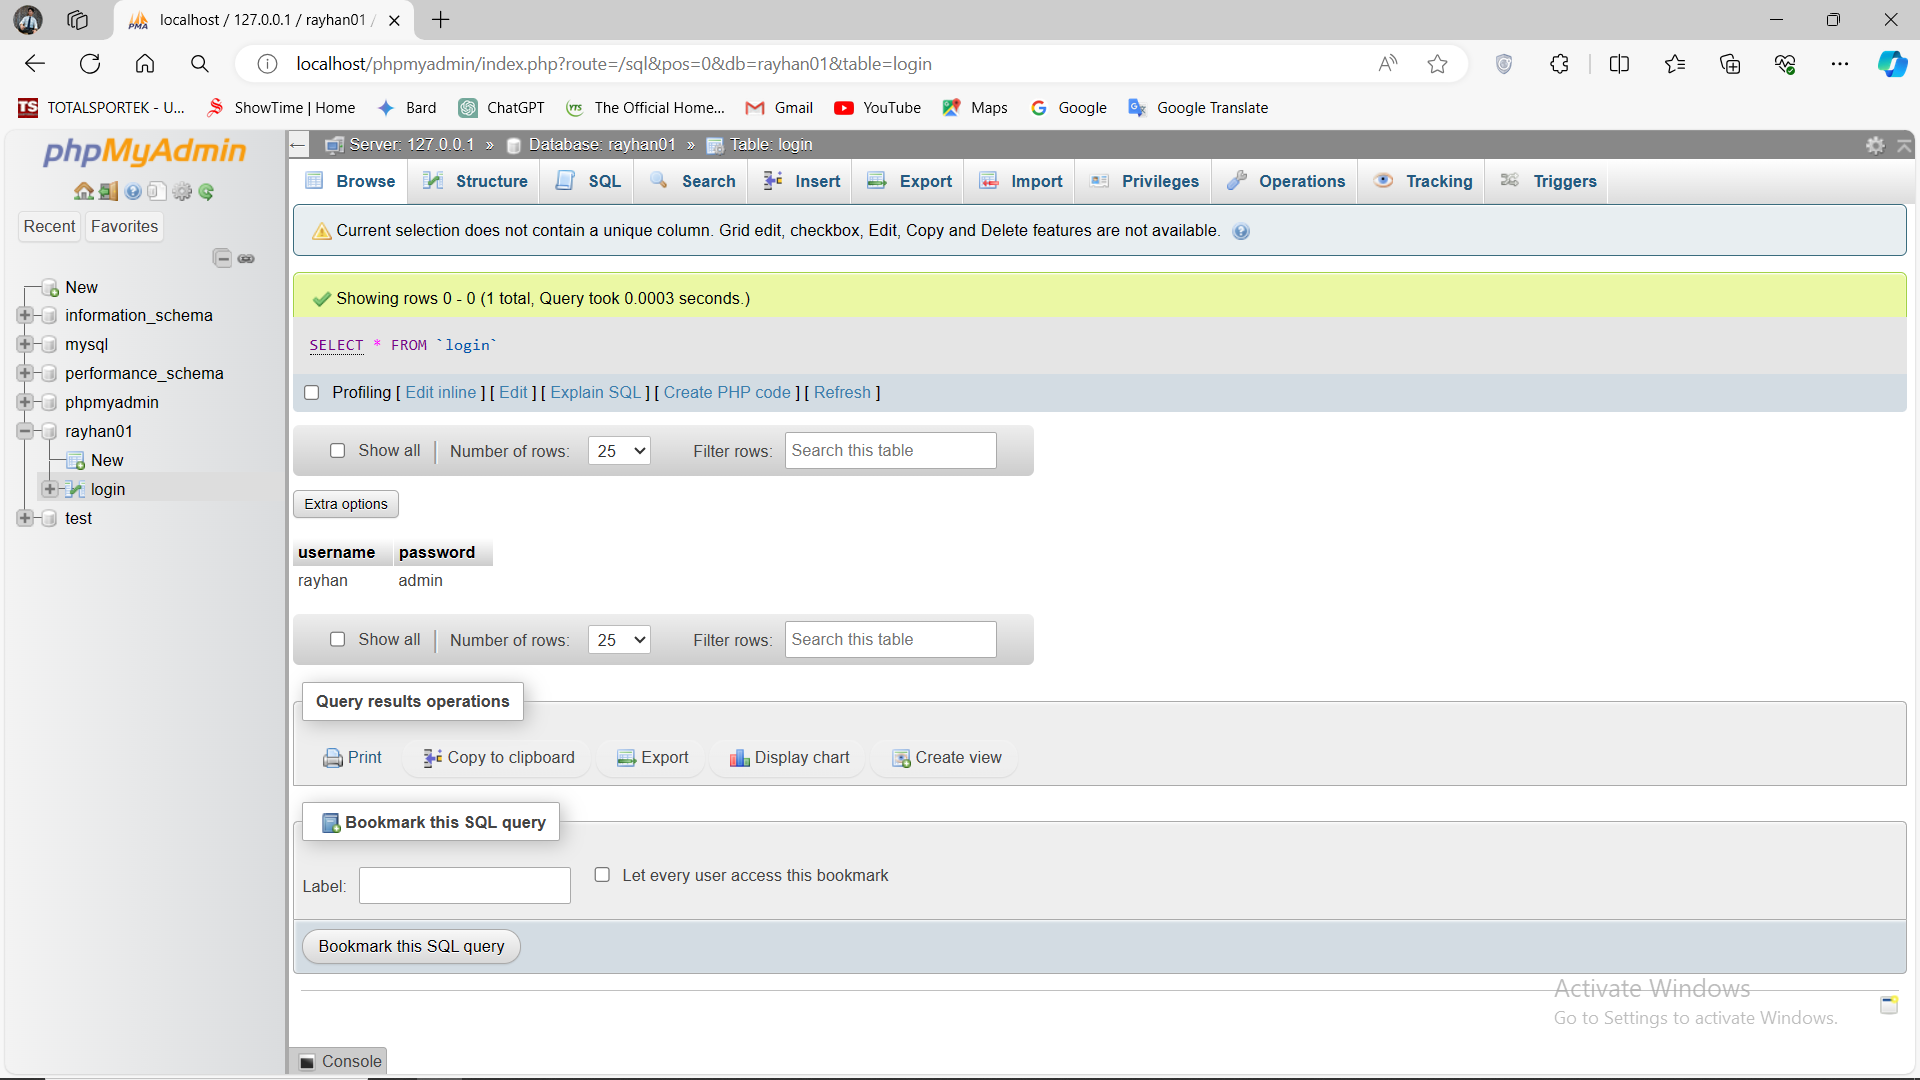 localhost / 127.0.0.1 / rayhan01 /
localhost/phpmyadmin/index.php?route=/sql&pos=0&db=rayhan01&table=login
TS TOTALSPORTEK - U... ShowTime | Home Bard ChatGPT YTS The Official Home... Gmail YouTube Maps Google Google Translate
phpMyAdmin
Recent Favorites
New
information_schema
mysql
performance_schema
phpmyadmin
rayhan01
New
login
test
Server: 127.0.0.1 » Database: rayhan01 » Table: login
Browse Structure SQL Search Insert Export Import Privileges Operations Tracking Triggers
Current selection does not contain a unique column. Grid edit, checkbox, Edit, Copy and Delete features are not available.
Showing rows 0 - 0 (1 total, Query took 0.0003 seconds.)
SELECT * FROM `login`
Profiling [ Edit inline ] [ Edit ] [ Explain SQL ] [ Create PHP code ] [ Refresh ]
Show all Number of rows: 25 Filter rows: Search this table
Extra options
username password
rayhan admin
Show all Number of rows: 25 Filter rows: Search this table
Query results operations
Print Copy to clipboard Export Display chart Create view
Bookmark this SQL query
Label: Let every user access this bookmark
Bookmark this SQL query
Activate Windows
Go to Settings to activate Windows.
Console